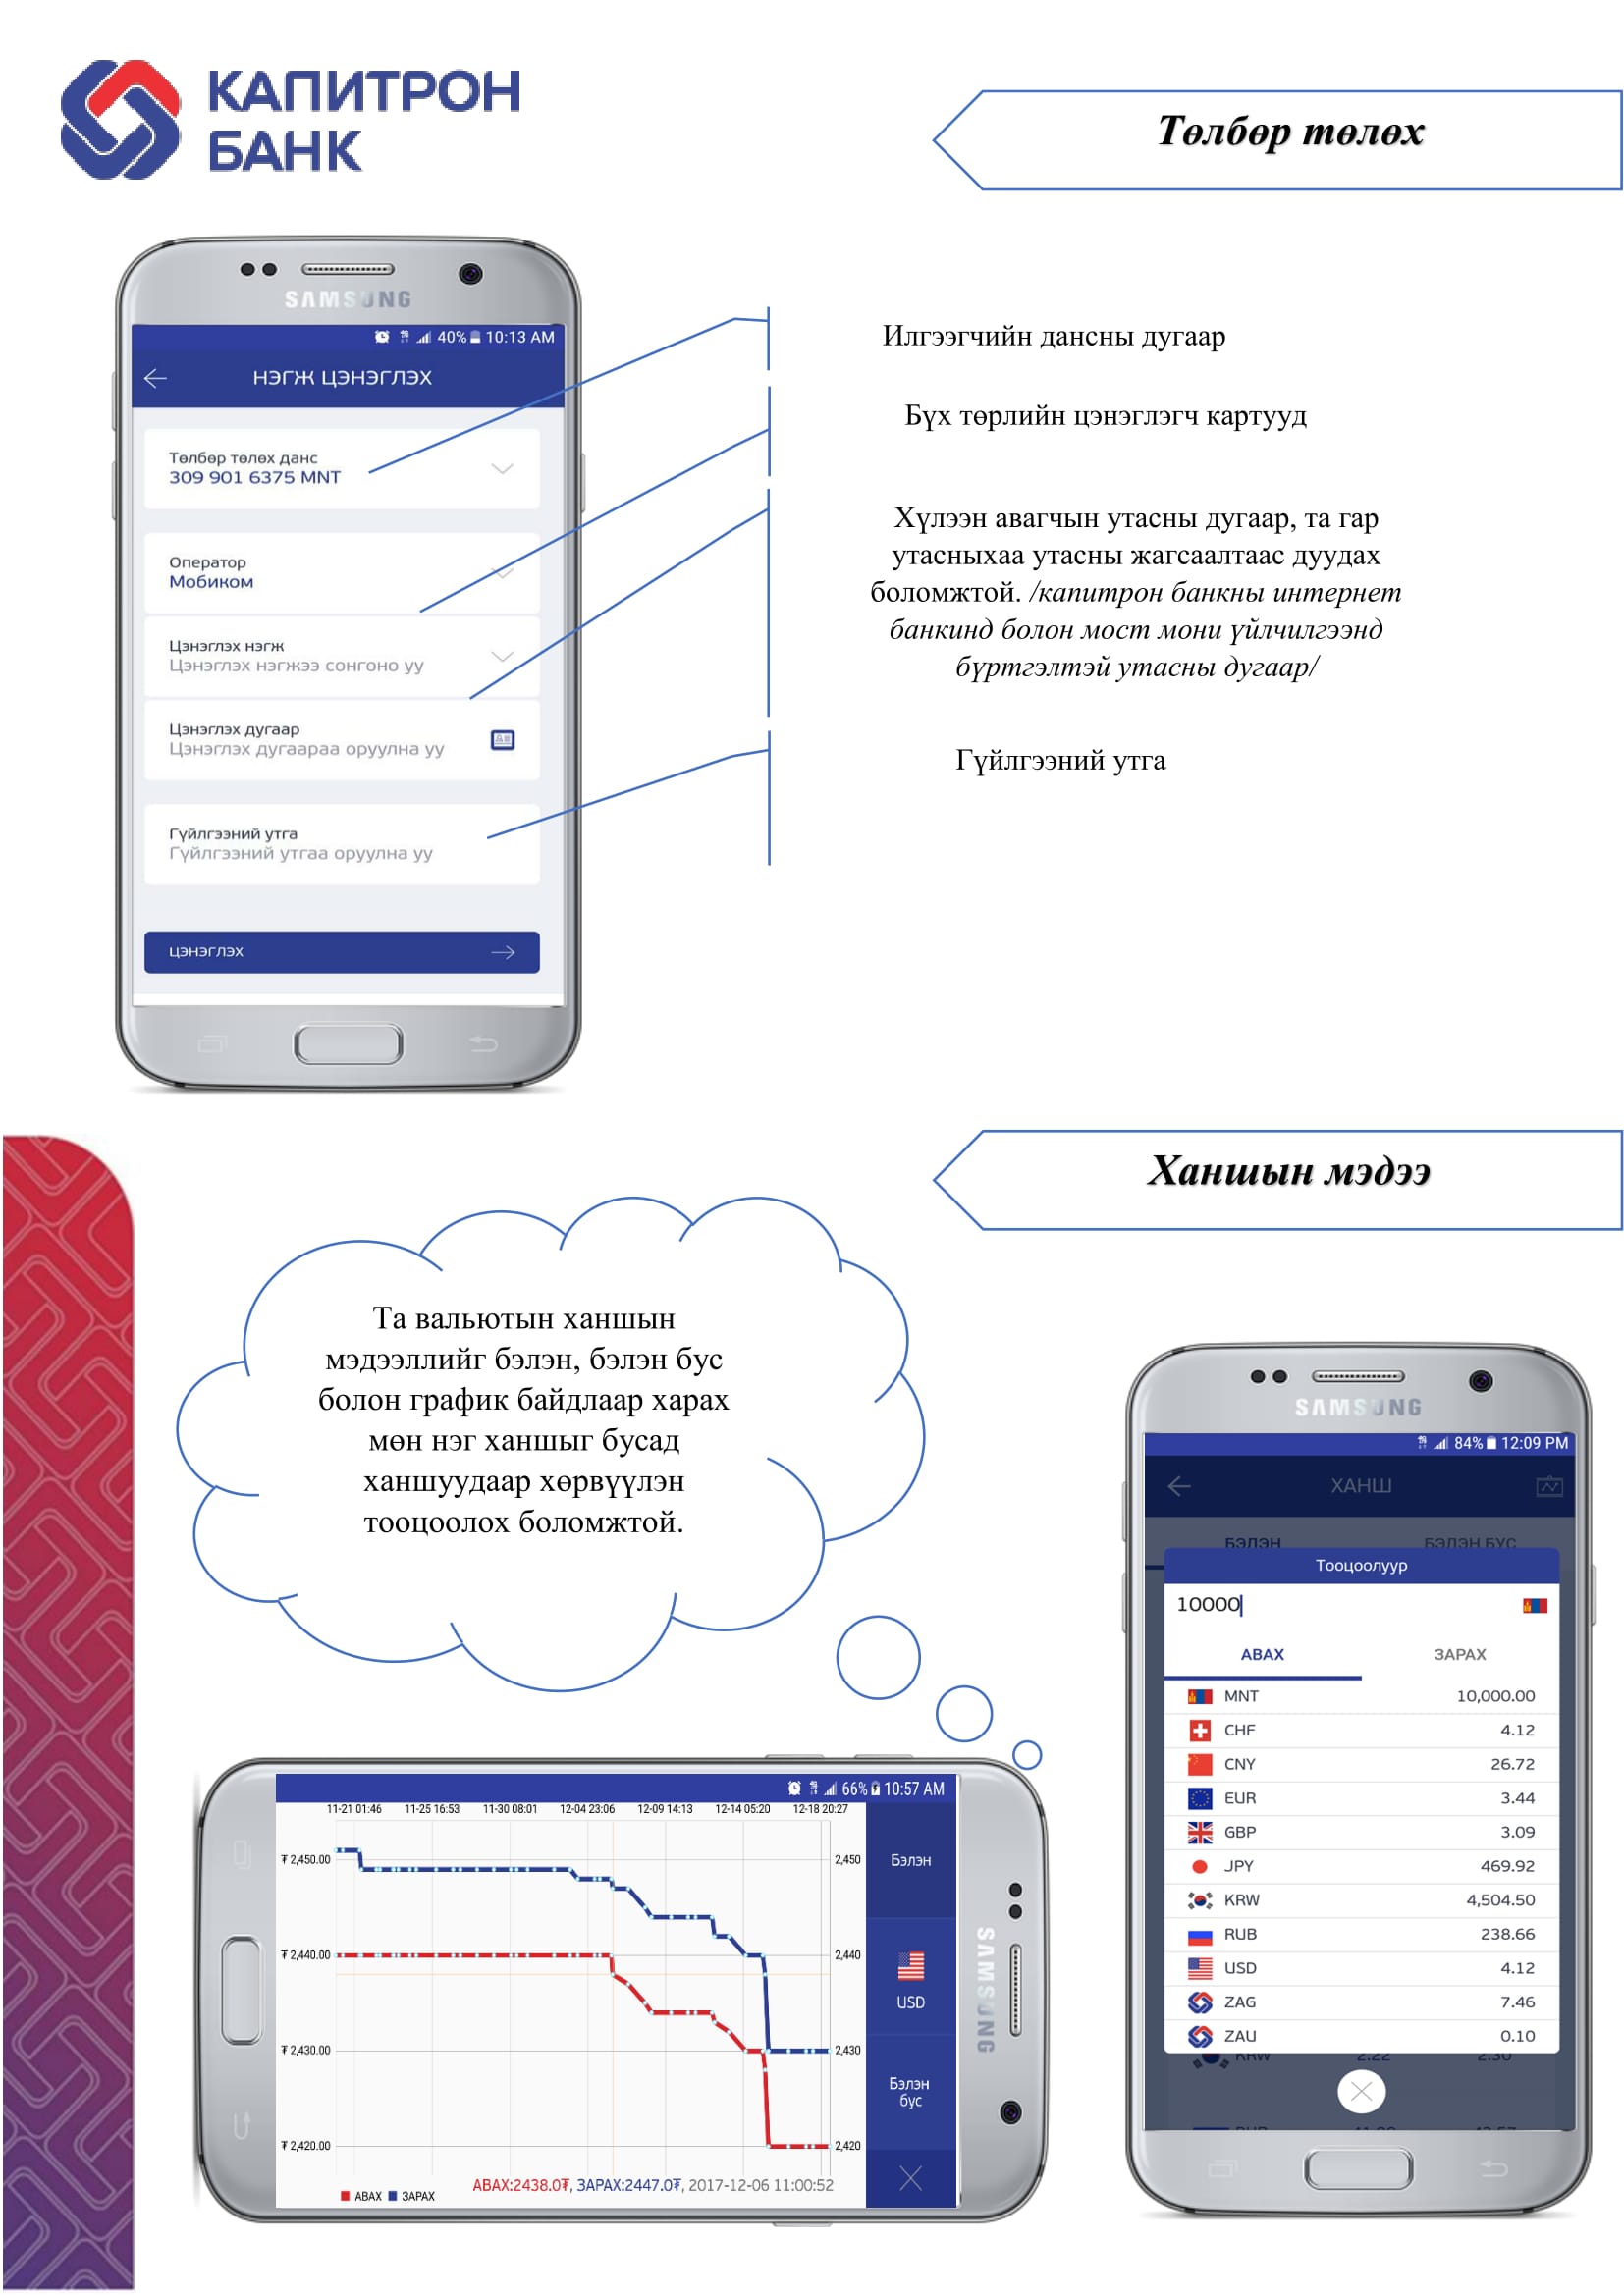 КАПИТРОН
БАНК
Төлбөр төлөх
SAMSUNG
40% 10:13 AM
НЭГЖ ЦЭНЭГЛЭХ
Төлбөр төлөх данс
309 901 6375 MNT
Оператор
Мобиком
Цэнэглэх нэгж
Цэнэглэх нэгжээ сонгоно уу
Цэнэглэх дугаар
Цэнэглэх дугаараа оруулна уу
Гүйлгээний утга
Гүйлгээний утгаа оруулна уу
ЦЭНЭГЛЭХ
Илгээгчийн дансны дугаар
Бүх төрлийн цэнэглэгч картууд
Хүлээн авагчын утасны дугаар, та гар
утасныхаа утасны жагсаалтаас дуудах
боломжтой. /капитрон банкны интернет
банкинд болон мост мони үйлчилгээнд
бүртгэлтэй утасны дугаар/
Гүйлгээний утга
Ханшын мэдээ
Та вальютын ханшын
мэдээллийг бэлэн, бэлэн бус
болон график байдлаар харах
мөн нэг ханшыг бусад
ханшуудаар хөрвүүлэн
тооцоолох боломжтой.
SAMSUNG
84% 12:09 PM
ХАНШ
БЭЛЭН БЭЛЭН БУС
Тооцоолуур
10000
АВАХ ЗАРАХ
MNT 10,000.00
CHF 4.12
CNY 26.72
EUR 3.44
GBP 3.09
JPY 469.92
KRW 4,504.50
RUB 238.66
USD 4.12
ZAG 7.46
ZAU 0.10
KRW 2.22 2.30
66% 10:57 AM
11-21 01:46 11-25 16:53 11-30 08:01 12-04 23:06 12-09 14:13 12-14 05:20 12-18 20:27
₮ 2,450.00 2,450
₮ 2,440.00 2,440
₮ 2,430.00 2,430
₮ 2,420.00 2,420
АВАХ ЗАРАХ
АВАХ:2438.0₮, ЗАРАХ:2447.0₮, 2017-12-06 11:00:52
Бэлэн
USD
Бэлэн
бус
SAMSUNG